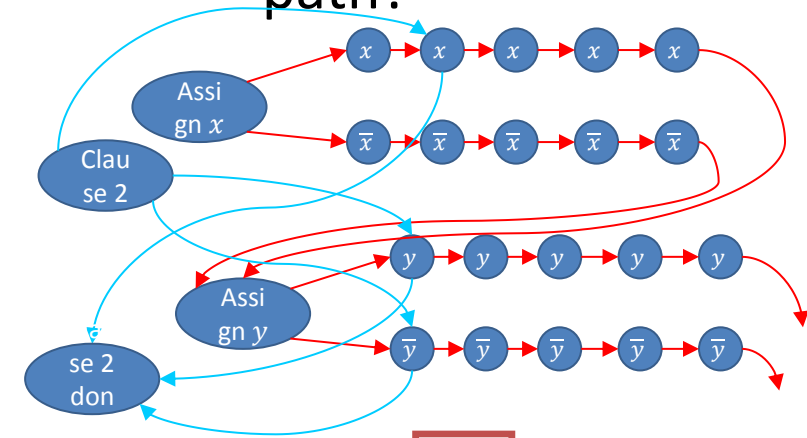 path?
x x x x x
Assi
gn x
x̅ x̅ x̅ x̅ x̅
Clau
se 2
y y y y y
Assi
gn y
y̅ y̅ y̅ y̅ y̅
se 2
don